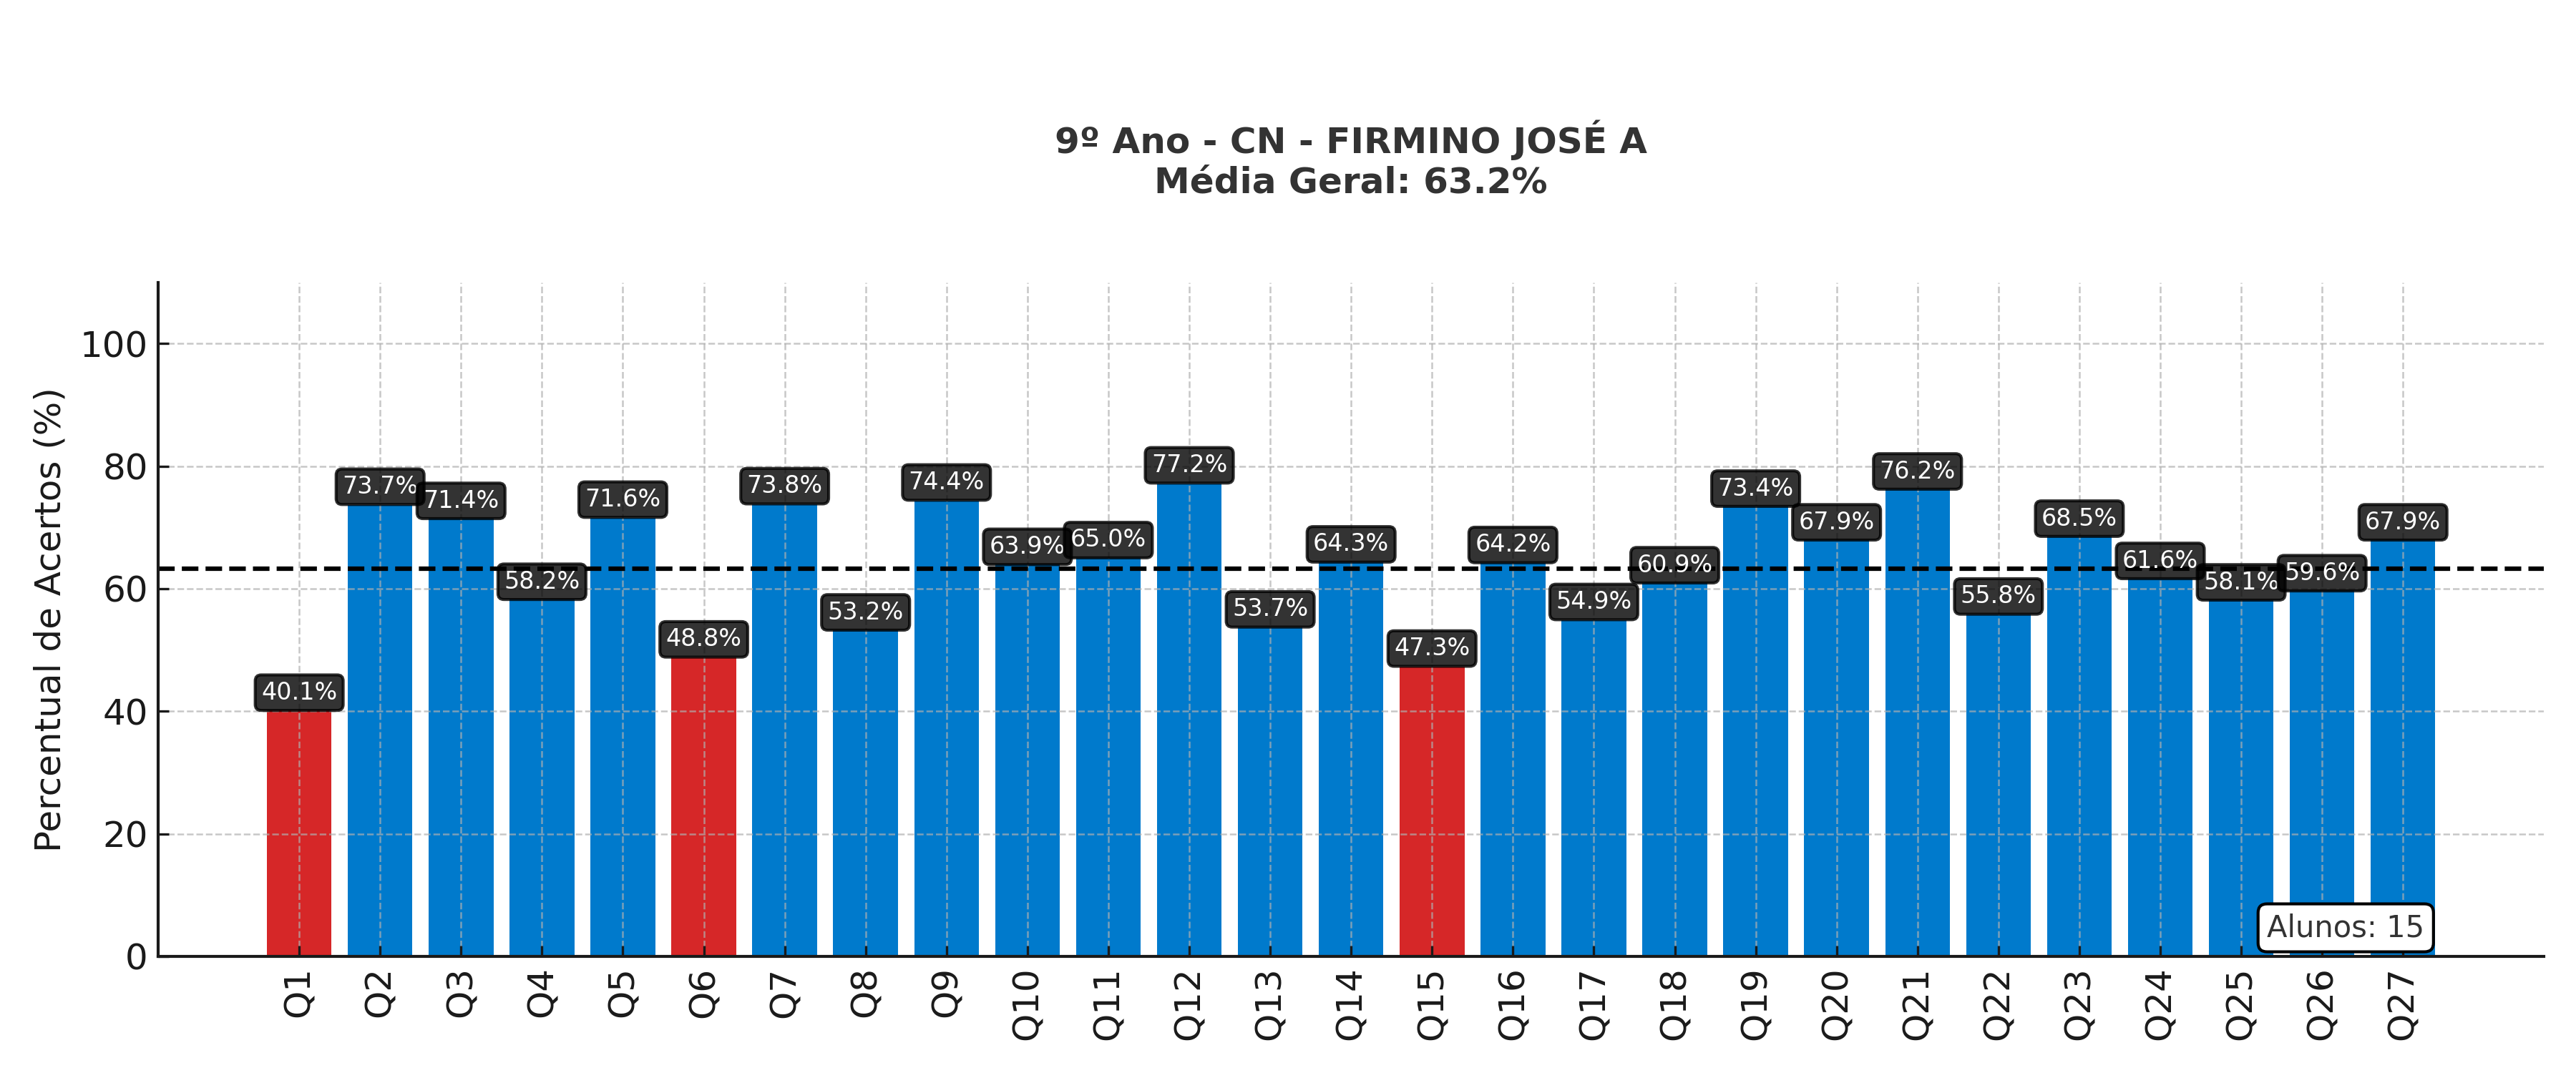 9º Ano - CN - FIRMINO JOSÉ A
Média Geral: 63.2%
Percentual de Acertos (%)
100
80
60
40
20
0
40.1%
73.7%
71.4%
58.2%
71.6%
48.8%
73.8%
53.2%
74.4%
63.9%
65.0%
77.2%
53.7%
64.3%
47.3%
64.2%
54.9%
60.9%
73.4%
67.9%
76.2%
55.8%
68.5%
61.6%
58.1%
59.6%
67.9%
Alunos: 15
Q1
Q2
Q3
Q4
Q5
Q6
Q7
Q8
Q9
Q10
Q11
Q12
Q13
Q14
Q15
Q16
Q17
Q18
Q19
Q20
Q21
Q22
Q23
Q24
Q25
Q26
Q27